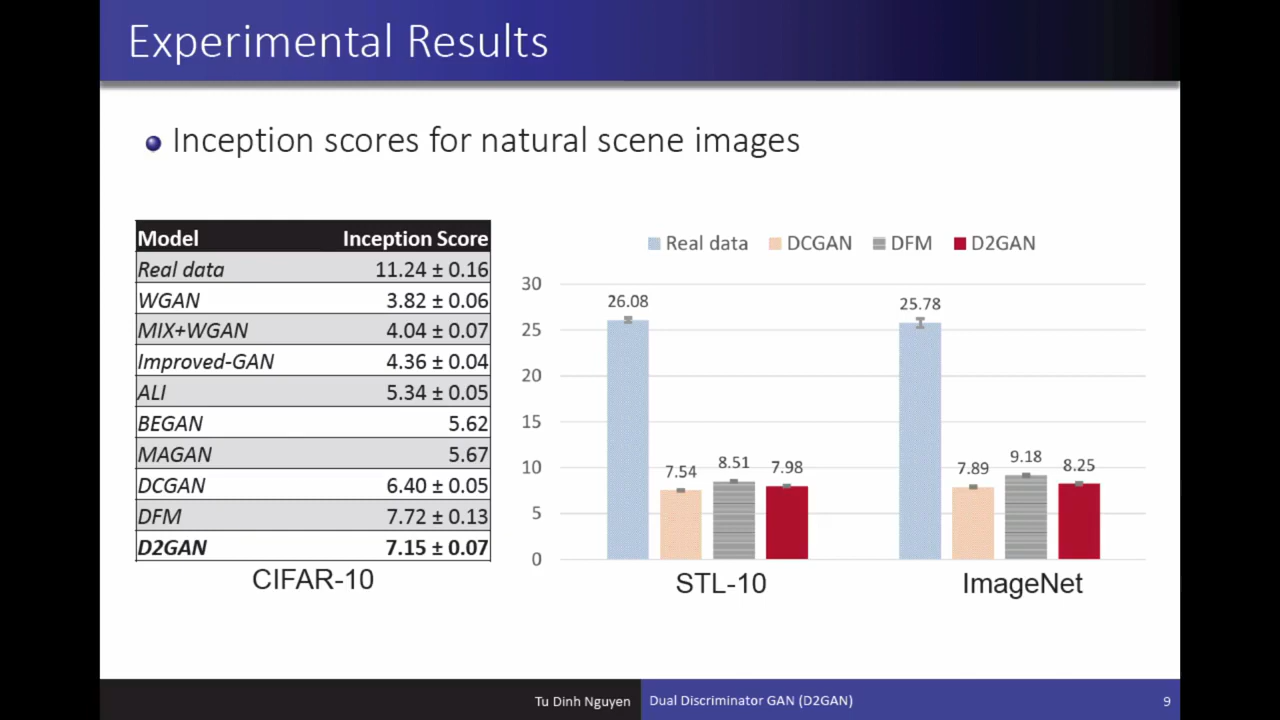 Experimental Results
Inception scores for natural scene images
Model Inception Score
Real data 11.24 ± 0.16
WGAN 3.82 ± 0.06
MIX+WGAN 4.04 ± 0.07
Improved-GAN 4.36 ± 0.04
ALI 5.34 ± 0.05
BEGAN 5.62
MAGAN 5.67
DCGAN 6.40 ± 0.05
DFM 7.72 ± 0.13
D2GAN 7.15 ± 0.07
CIFAR-10
Real data DCGAN DFM D2GAN
30
25
20
15
10
5
0
26.08
7.54
8.51
7.98
25.78
7.89
9.18
8.25
STL-10
ImageNet
Tu Dinh Nguyen
Dual Discriminator GAN (D2GAN)
9